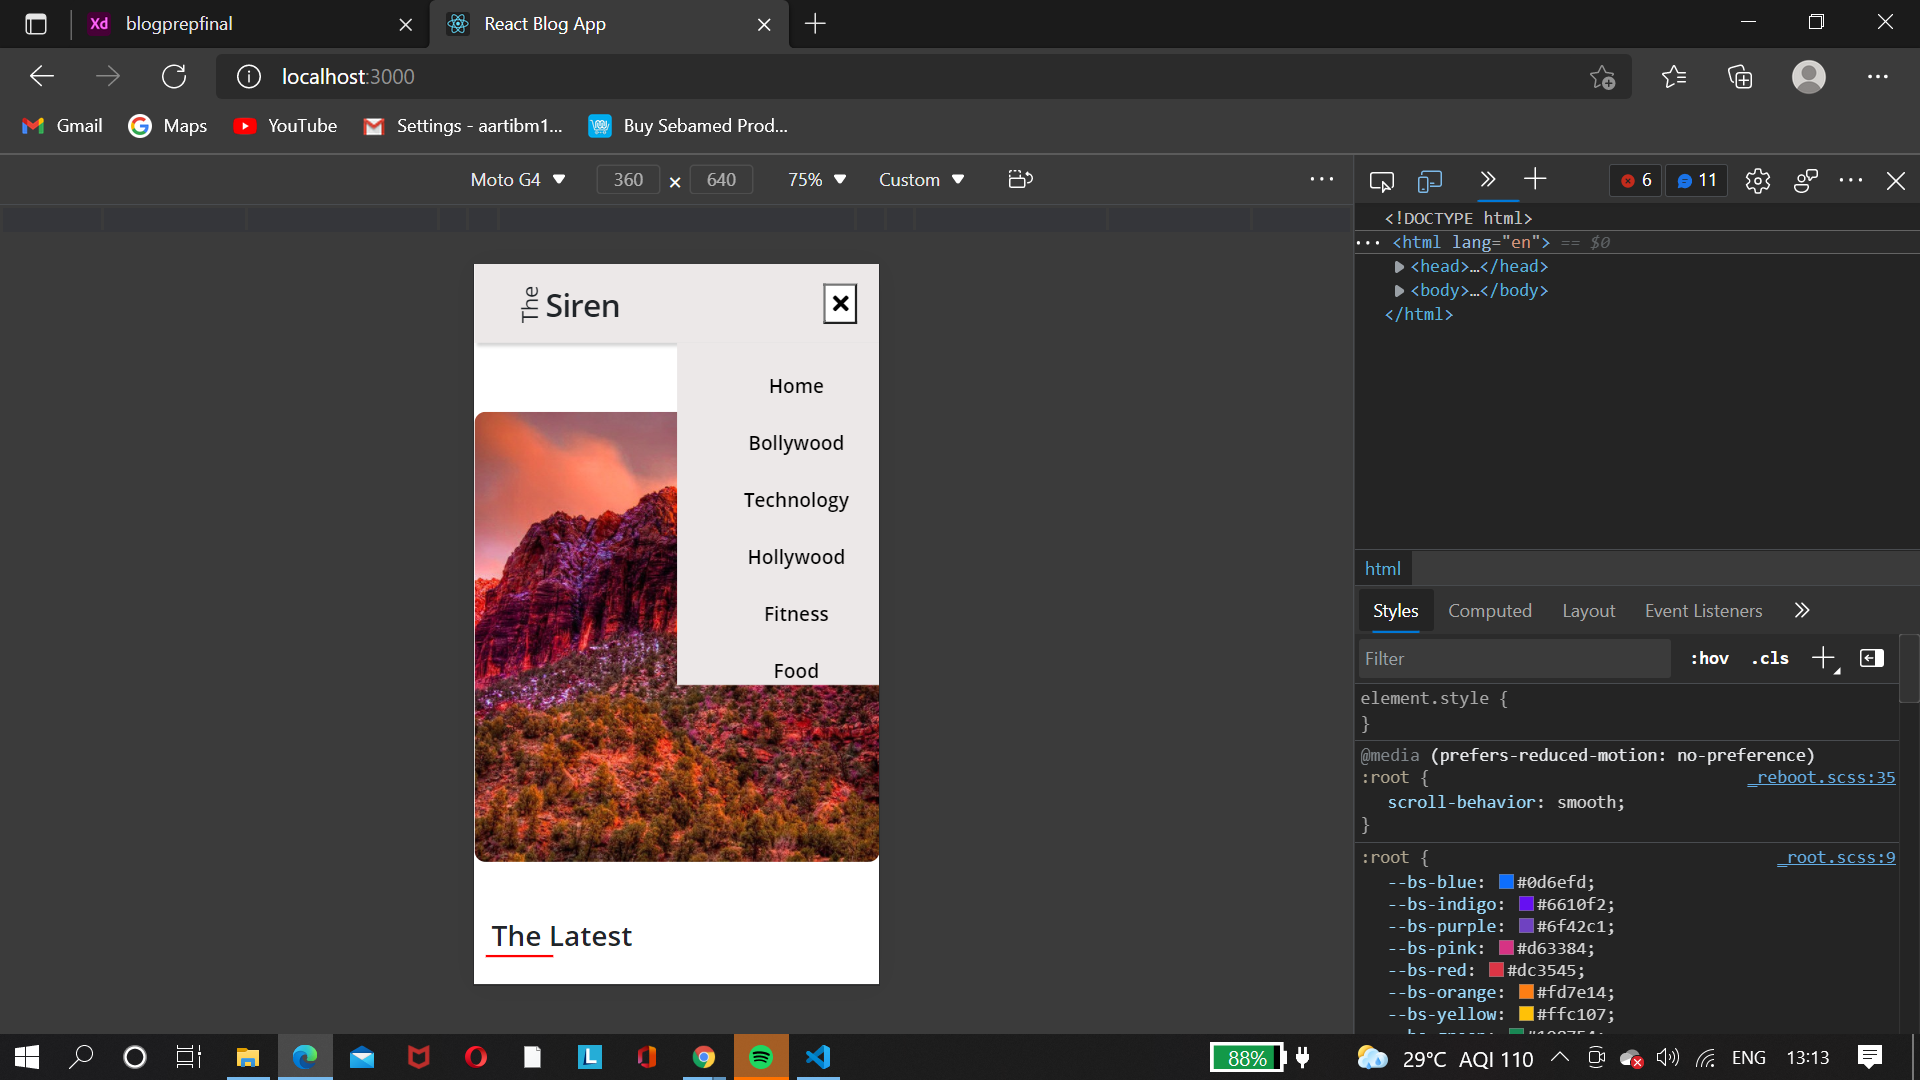 Xd blogprepfinal
React Blog App
localhost:3000
Gmail
Maps
YouTube
Settings - aartibm1...
Buy Sebamed Prod...
Moto G4
360 × 640
75%
Custom
6
11
<!DOCTYPE html>
··· <html lang="en"> == $0
<head>…</head>
<body>…</body>
</html>
The Siren
Home
Bollywood
Technology
Hollywood
Fitness
Food
The Latest
html
Styles
Computed
Layout
Event Listeners
Filter
:hov
.cls
element.style {
}
@media (prefers-reduced-motion: no-preference)
:root {
_reboot.scss:35
scroll-behavior: smooth;
}
:root {
_root.scss:9
--bs-blue: #0d6efd;
--bs-indigo: #6610f2;
--bs-purple: #6f42c1;
--bs-pink: #d63384;
--bs-red: #dc3545;
--bs-orange: #fd7e14;
--bs-yellow: #ffc107;
88%
29°C AQI 110
ENG
13:13